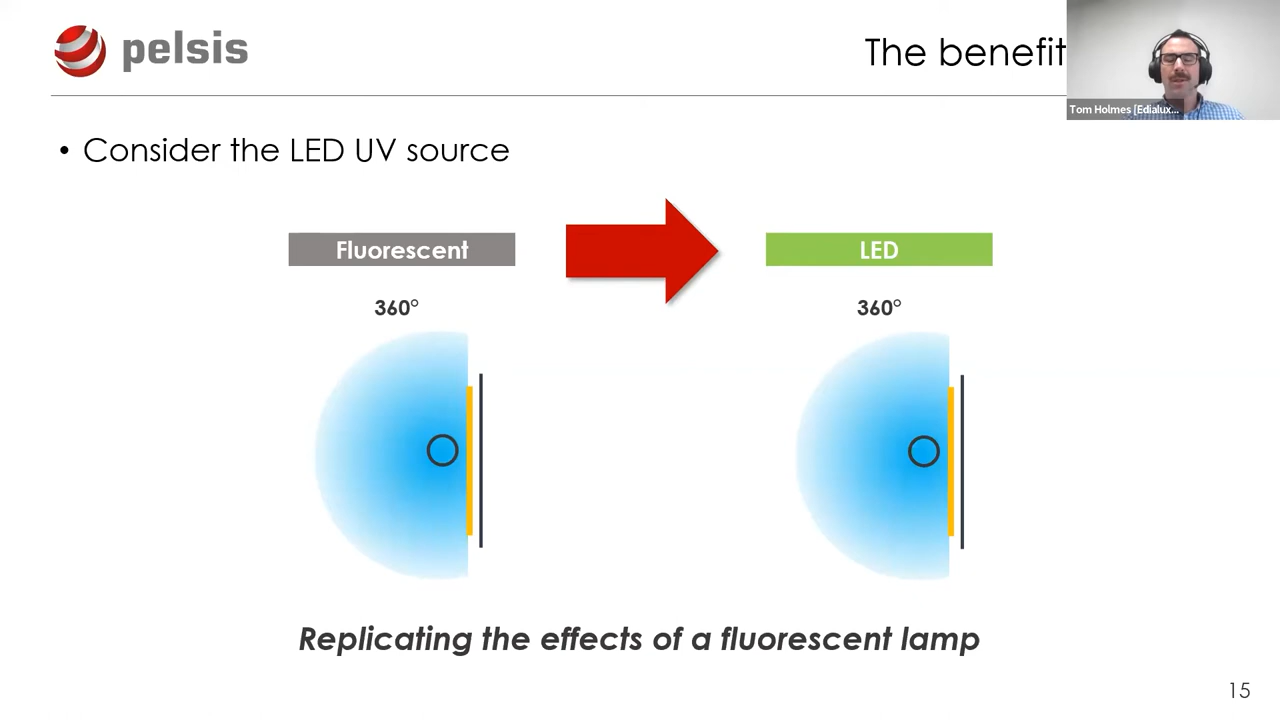 pelsis
The benefit
Tom Holmes [Edialux...
• Consider the LED UV source
Fluorescent
LED
360°
360°
Replicating the effects of a fluorescent lamp
15